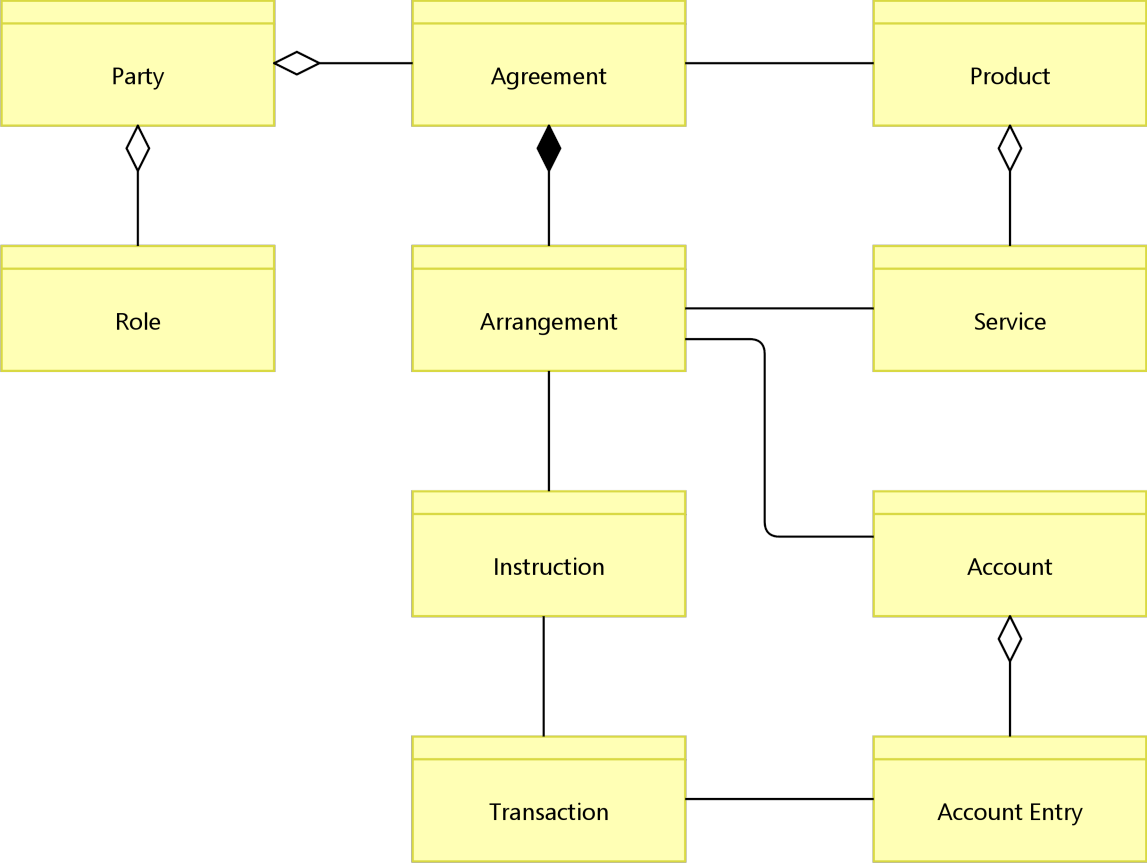 Party
Agreement
Product
Role
Arrangement
Service
Instruction
Account
Transaction
Account Entry